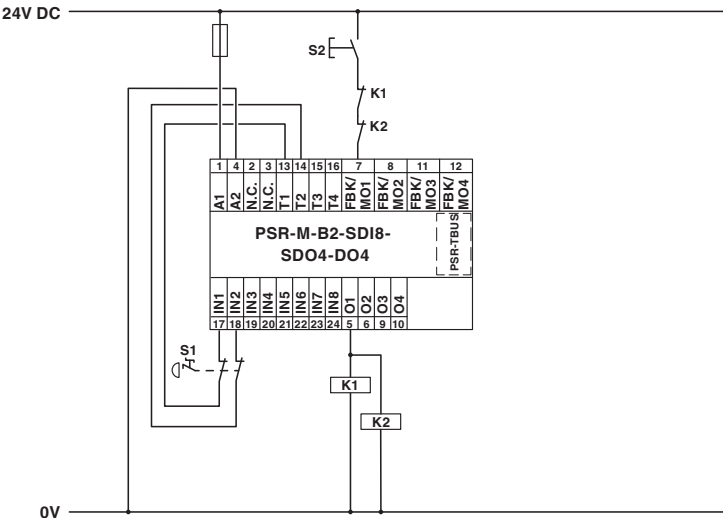 24V DC
S2
K1
K2
1 4 2 3 13 14 15 16 7 8 11 12
A1 A2 N.C. N.C. T1 T2 T3 T4 FBK/MO1 FBK/MO2 FBK/MO3 FBK/MO4
PSR-M-B2-SDI8-
SDO4-DO4
PSR-TBUS
IN1 IN2 IN3 IN4 IN5 IN6 IN7 IN8 O1 O2 O3 O4
17 18 19 20 21 22 23 24 5 6 9 10
S1
K1
K2
0V